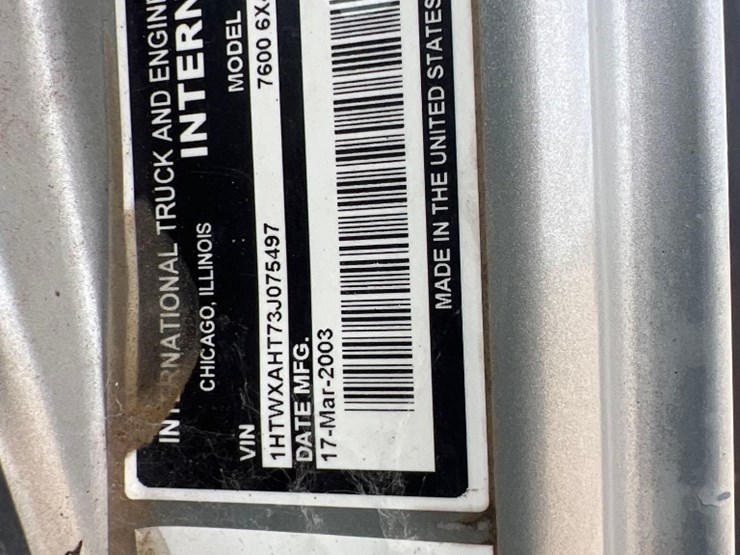 INTERNATIONAL TRUCK AND ENGINE
INTERN
CHICAGO, ILLINOIS
MODEL
VIN
7600 6X
1HTWXAHT73J075497
DATE MFG.
17-Mar-2003
MADE IN THE UNITED STATES